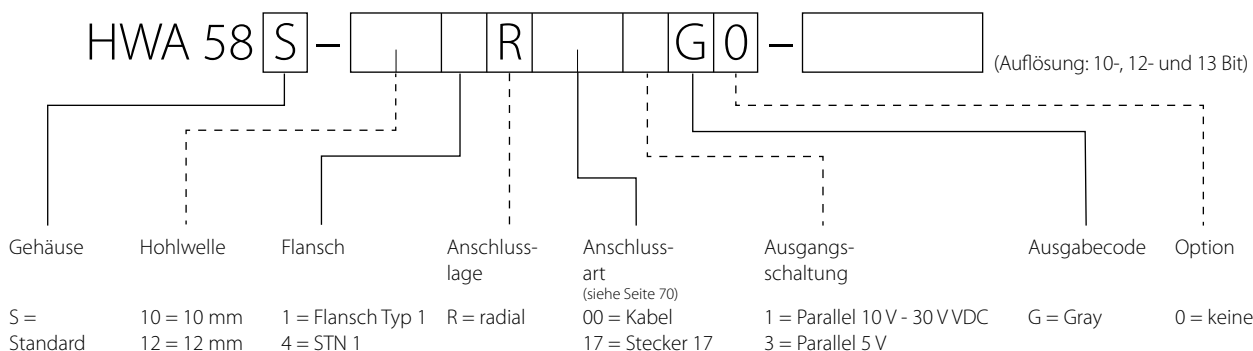 HWA 58 S – R G 0 – (Auflösung: 10-, 12- und 13 Bit)
Gehäuse Hohlwelle Flansch Anschluss- Anschluss- Ausgangs- Ausgabecode Option
lage art schaltung
(siehe Seite 70)
S = 10 = 10 mm 1 = Flansch Typ 1 R = radial 00 = Kabel 1 = Parallel 10 V - 30 V VDC G = Gray 0 = keine
Standard 12 = 12 mm 4 = STN 1 17 = Stecker 17 3 = Parallel 5 V